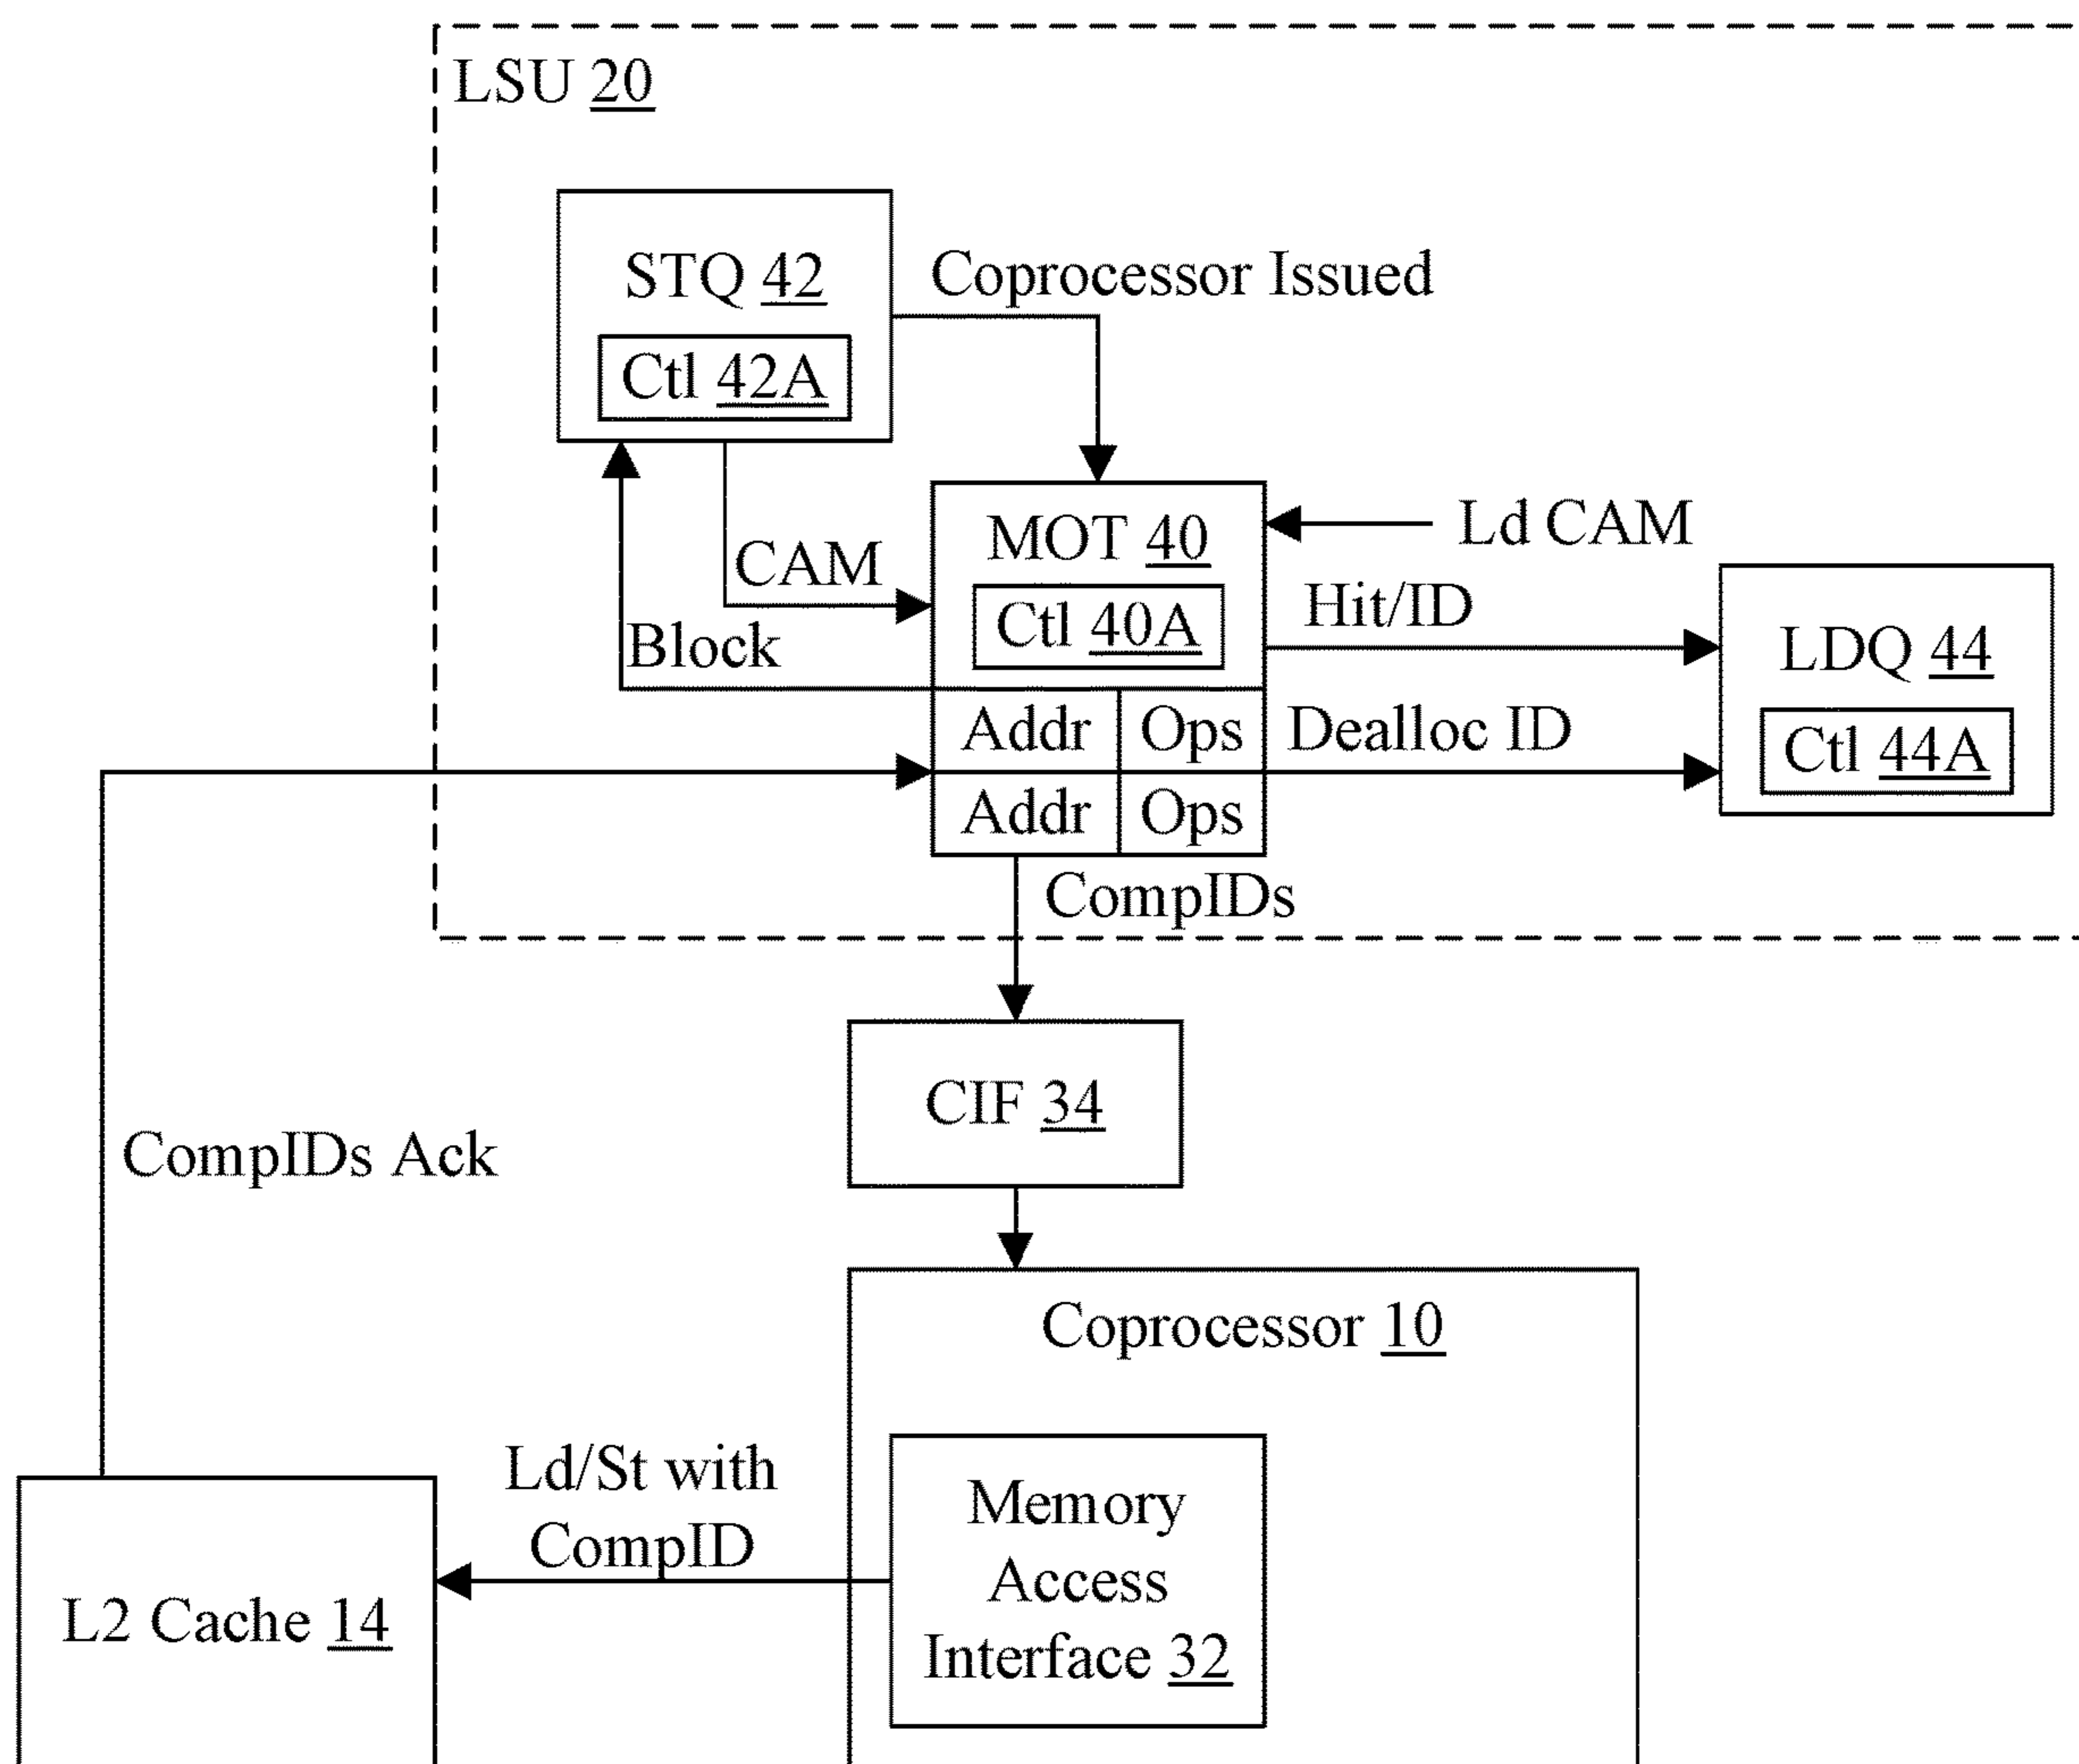 LSU 20
STQ 42
Coprocessor Issued
Ctl 42A
MOT 40
Ld CAM
CAM
Ctl 40A
Hit/ID
Block
LDQ 44
Addr
Ops
Dealloc ID
Ctl 44A
Addr
Ops
CompIDs
CIF 34
CompIDs Ack
Coprocessor 10
Ld/St with
CompID
Memory
Access
Interface 32
L2 Cache 14